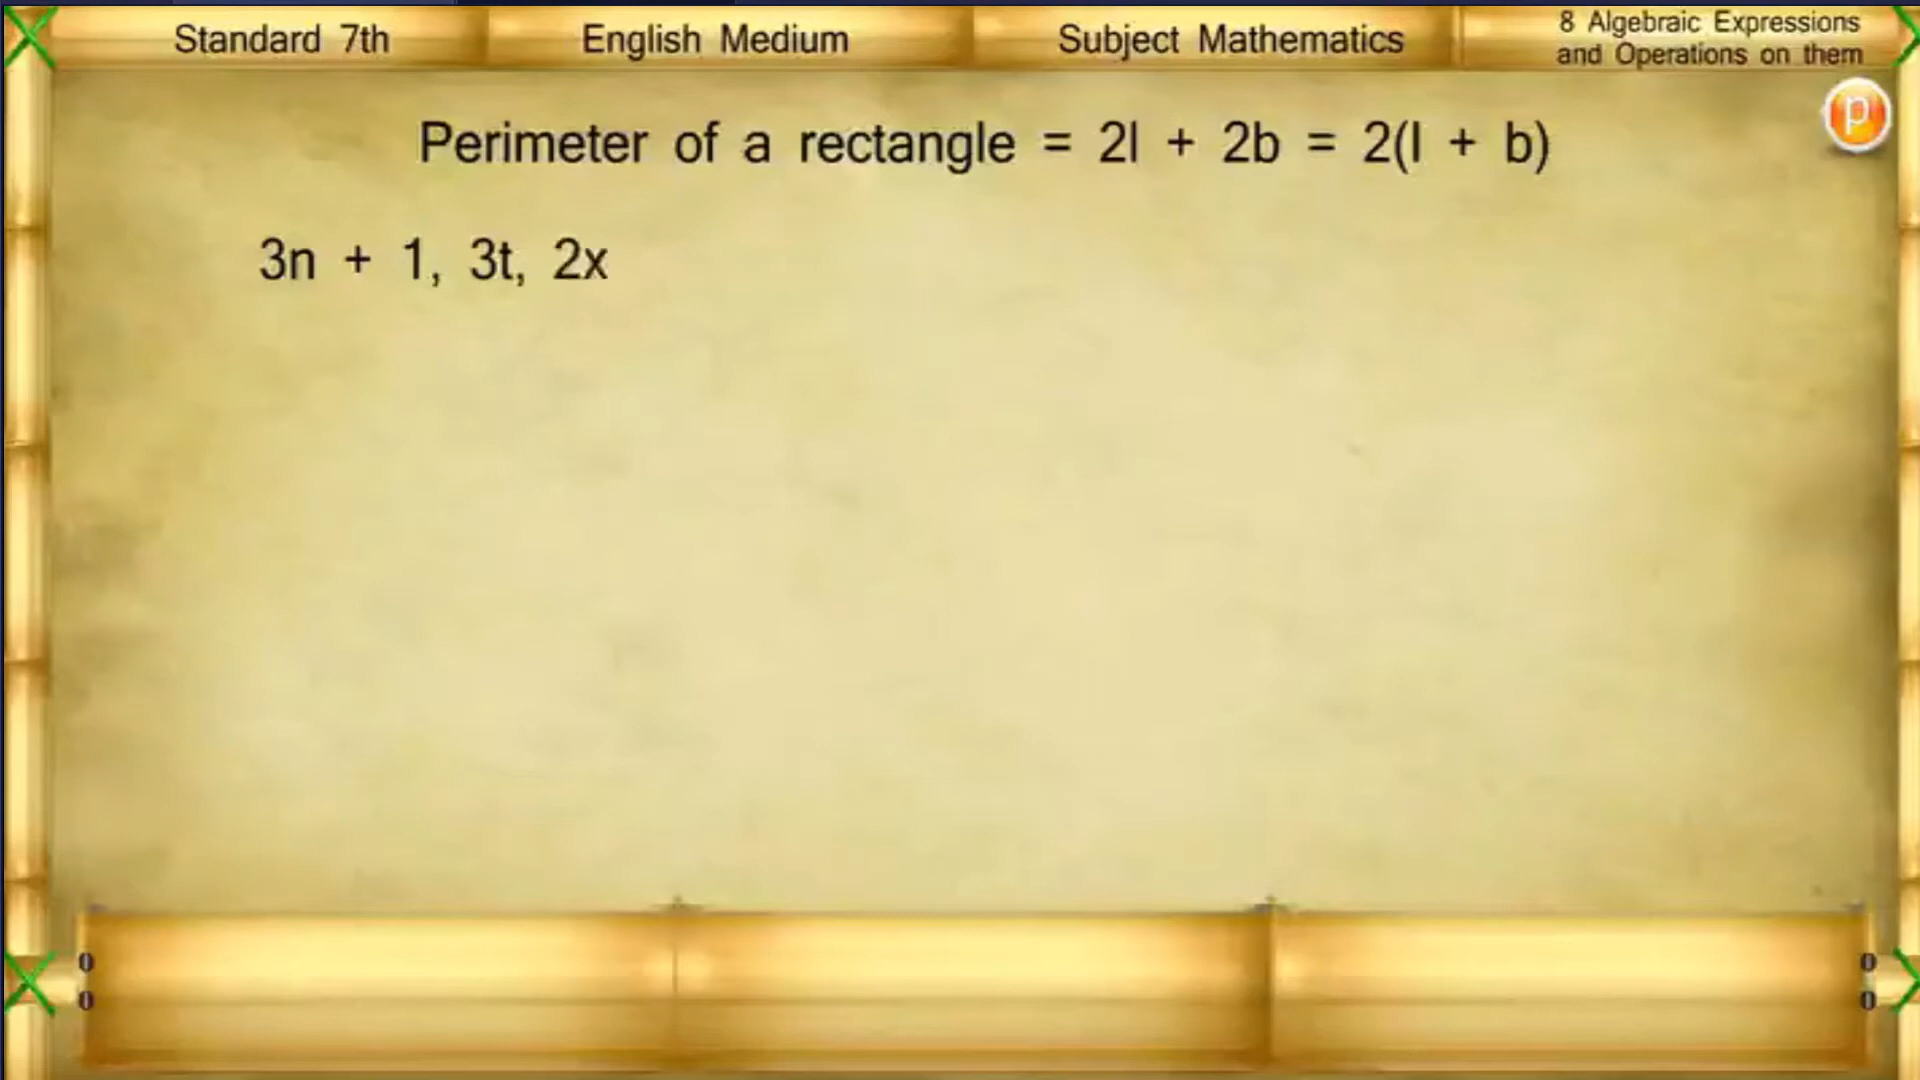 Standard 7th
English Medium
Subject Mathematics
8 Algebraic Expressions
and Operations on them
p
Perimeter of a rectangle = 2l + 2b = 2(l + b)
3n + 1, 3t, 2x